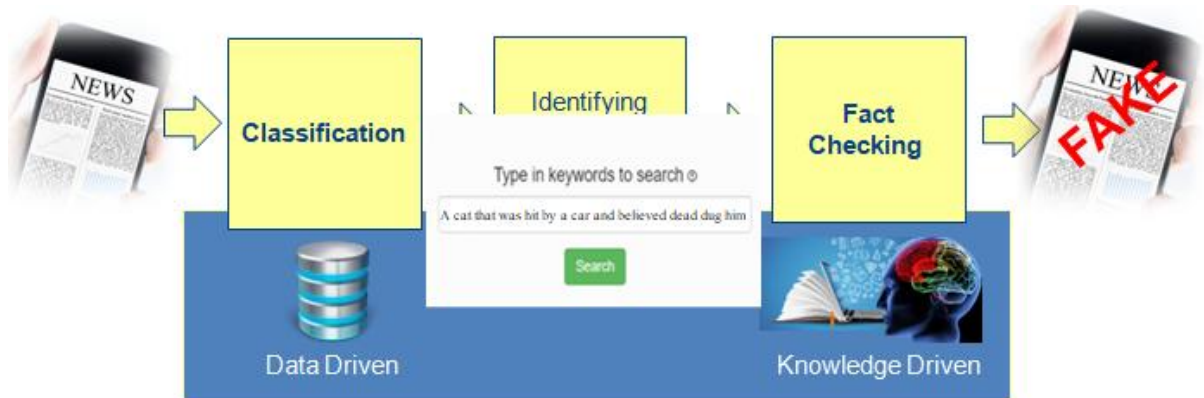 NEWS
Classification
Identifying
Fact
Checking
NEWS
FAKE
Type in keywords to search
A cat that was hit by a car and believed dead dug him
Search
Data Driven
Knowledge Driven